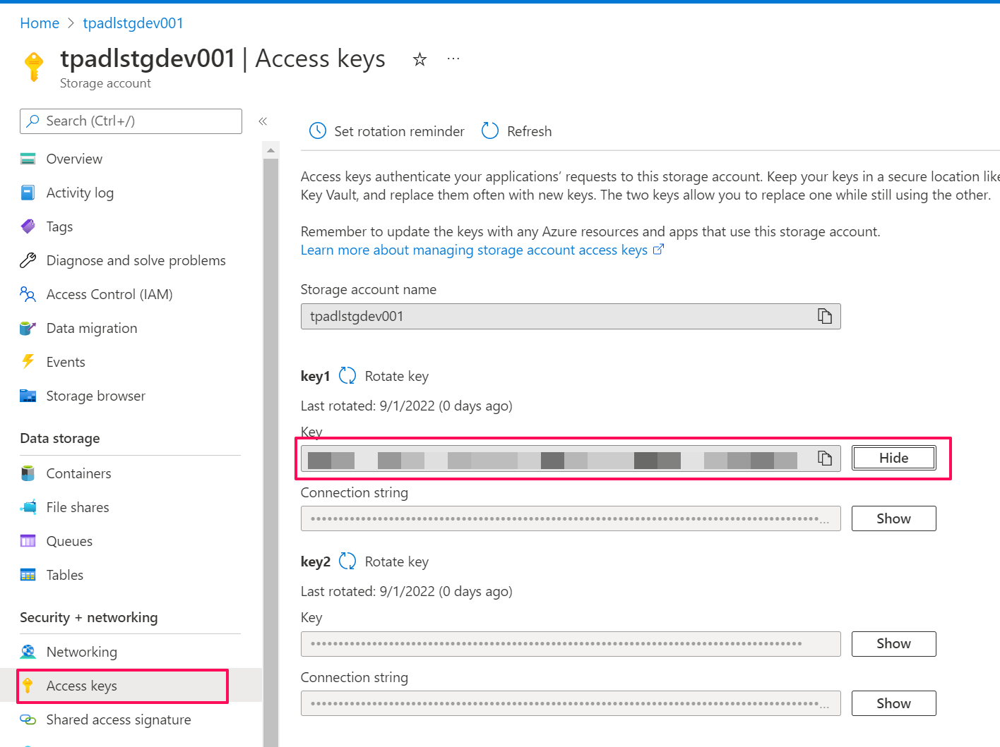 Home > tpadlstgdev001
tpadlstgdev001 | Access keys ☆ ...
Storage account
Search (Ctrl+/) «
Overview
Activity log
Tags
Diagnose and solve problems
Access Control (IAM)
Data migration
Events
Storage browser
Data storage
Containers
File shares
Queues
Tables
Security + networking
Networking
Access keys
Shared access signature
Set rotation reminder Refresh
Access keys authenticate your applications’ requests to this storage account. Keep your keys in a secure location like
Key Vault, and replace them often with new keys. The two keys allow you to replace one while still using the other.
Remember to update the keys with any Azure resources and apps that use this storage account.
Learn more about managing storage account access keys
Storage account name
tpadlstgdev001
key1 Rotate key
Last rotated: 9/1/2022 (0 days ago)
Key
Hide
Connection string
Show
key2 Rotate key
Last rotated: 9/1/2022 (0 days ago)
Key
Show
Connection string
Show